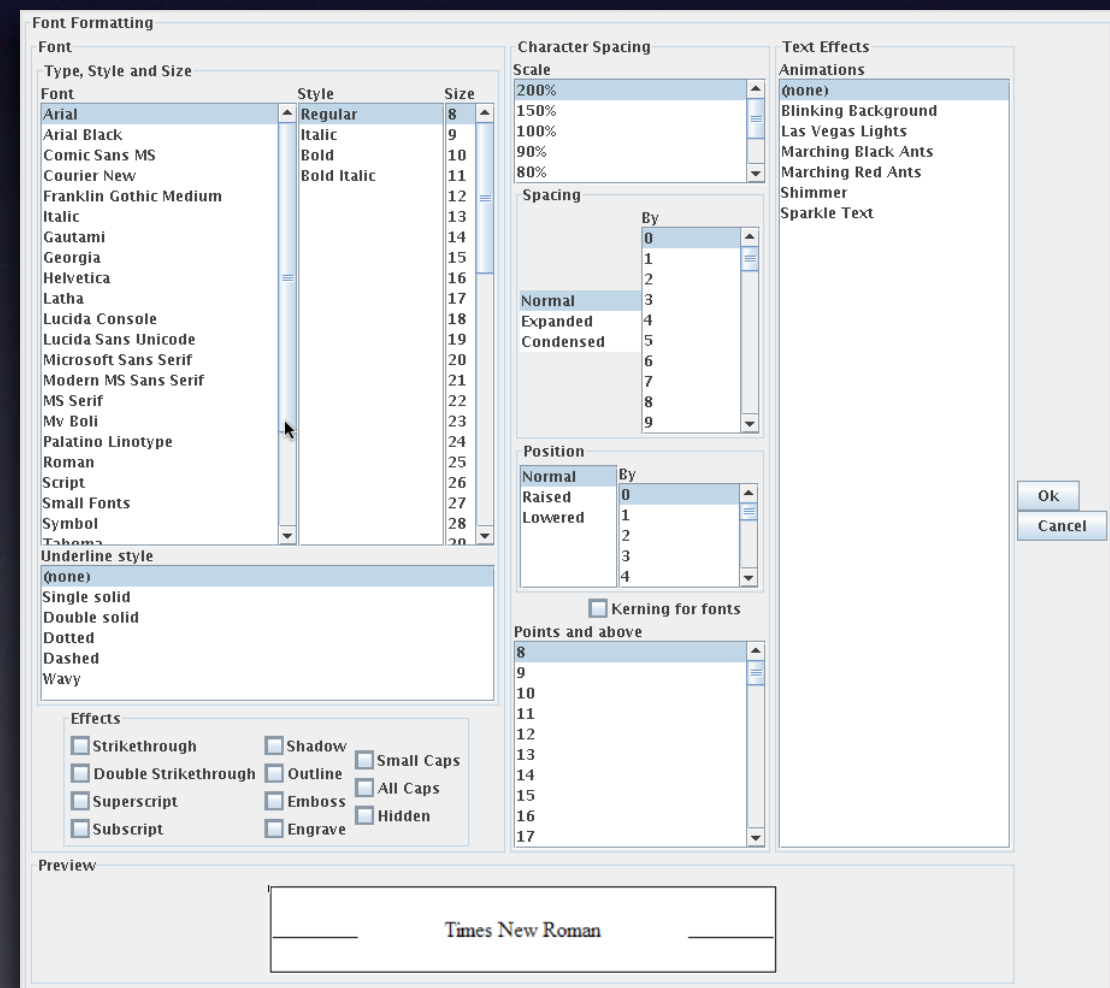 Font Formatting
Font
Type, Style and Size
Font
Arial
Arial Black
Comic Sans MS
Courier New
Franklin Gothic Medium
Italic
Gautami
Georgia
Helvetica
Latha
Lucida Console
Lucida Sans Unicode
Microsoft Sans Serif
Modern MS Sans Serif
MS Serif
Mv Boli
Palatino Linotype
Roman
Script
Small Fonts
Symbol
Tahoma
Style
Regular
Italic
Bold
Bold Italic
Size
8
9
10
11
12
13
14
15
16
17
18
19
20
21
22
23
24
25
26
27
28
29
Underline style
(none)
Single solid
Double solid
Dotted
Dashed
Wavy
Effects
Strikethrough
Double Strikethrough
Superscript
Subscript
Shadow
Outline
Emboss
Engrave
Small Caps
All Caps
Hidden
Character Spacing
Scale
200%
150%
100%
90%
80%
Spacing
Normal
Expanded
Condensed
By
0
1
2
3
4
5
6
7
8
9
Position
Normal
Raised
Lowered
By
0
1
2
3
4
Kerning for fonts
Points and above
8
9
10
11
12
13
14
15
16
17
Text Effects
Animations
(none)
Blinking Background
Las Vegas Lights
Marching Black Ants
Marching Red Ants
Shimmer
Sparkle Text
Ok
Cancel
Preview
Times New Roman